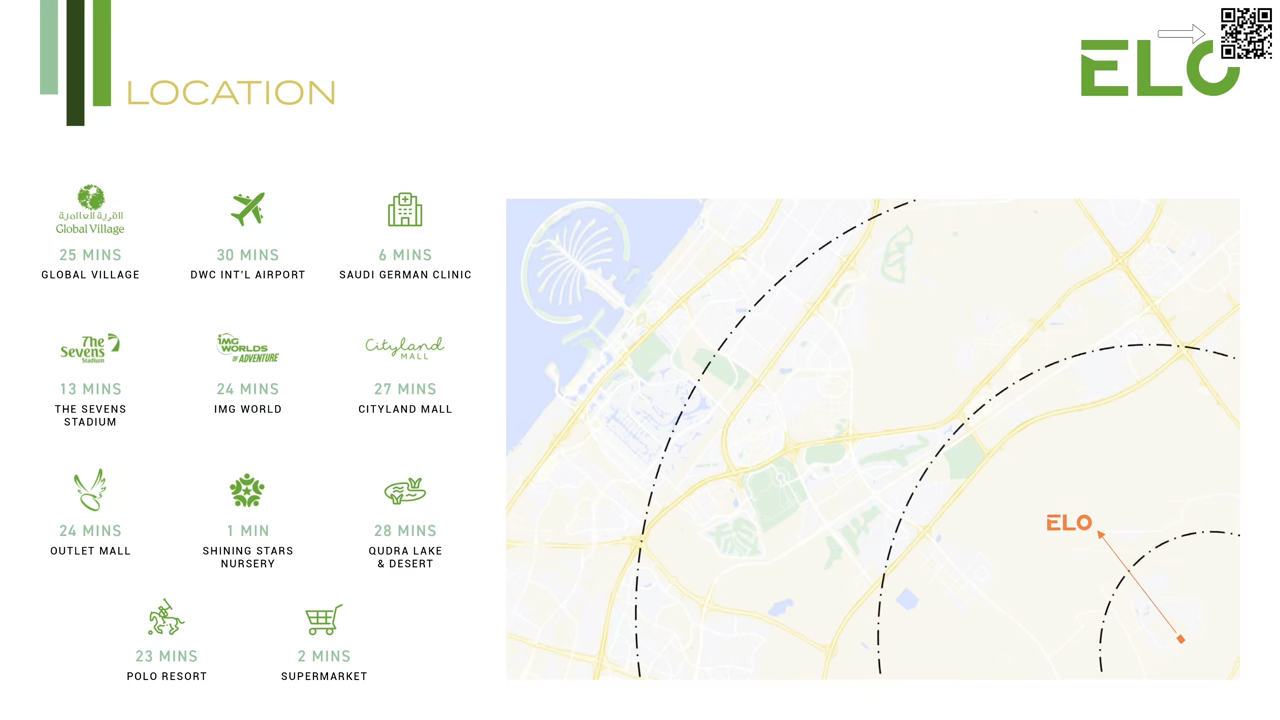 LOCATION
ELO
القرية العالمية
Global Village
25 MINS
GLOBAL VILLAGE
30 MINS
DWC INT'L AIRPORT
6 MINS
SAUDI GERMAN CLINIC
The
Sevens
Stadium
13 MINS
THE SEVENS
STADIUM
iMG
WORLDS
OF ADVENTURE
24 MINS
IMG WORLD
Cityland
MALL
27 MINS
CITYLAND MALL
24 MINS
OUTLET MALL
1 MIN
SHINING STARS
NURSERY
28 MINS
QUDRA LAKE
& DESERT
23 MINS
POLO RESORT
2 MINS
SUPERMARKET
ELO